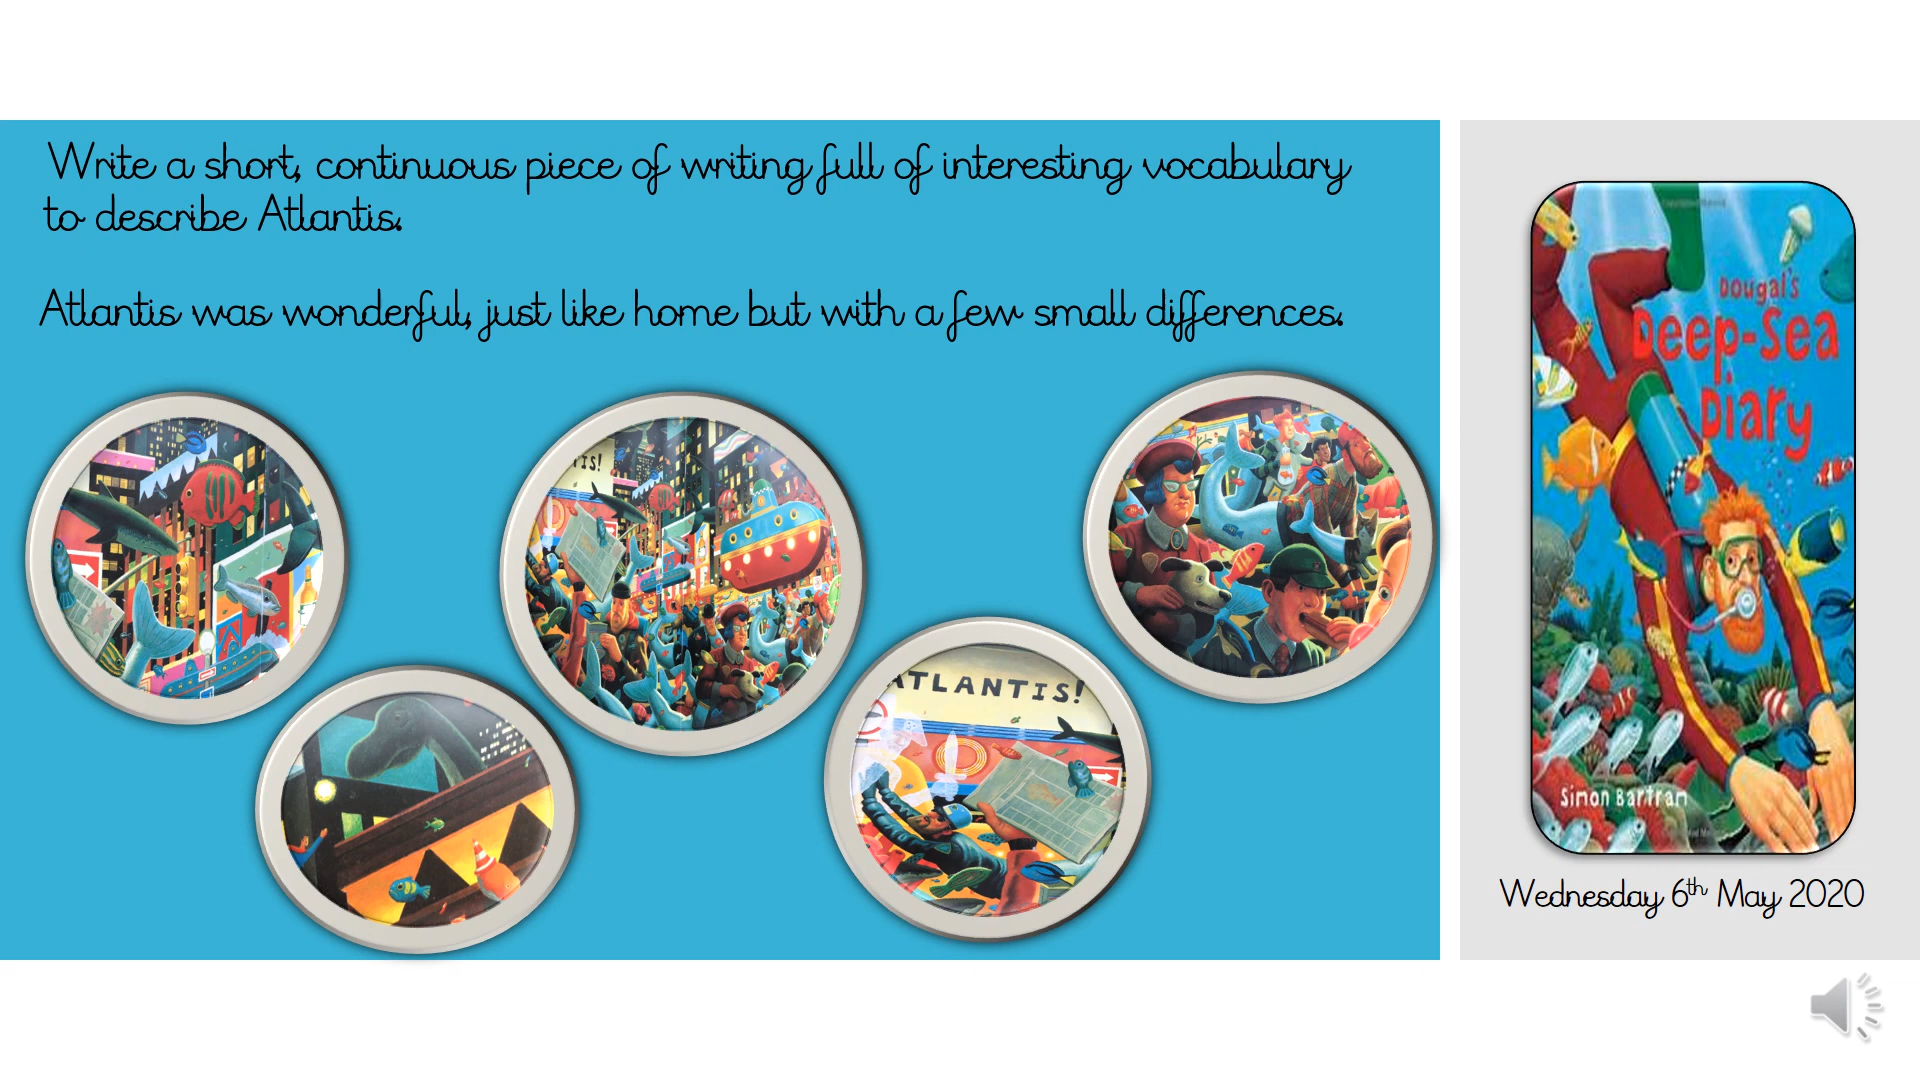 Write a short, continuous piece of writing full of interesting vocabulary
to describe Atlantis.
Atlantis was wonderful, just like home but with a few small differences.
TIS!
ATLANTIS!
Dougal's
Deep-Sea
Diary
Simon Bartram
Wednesday 6th May 2020